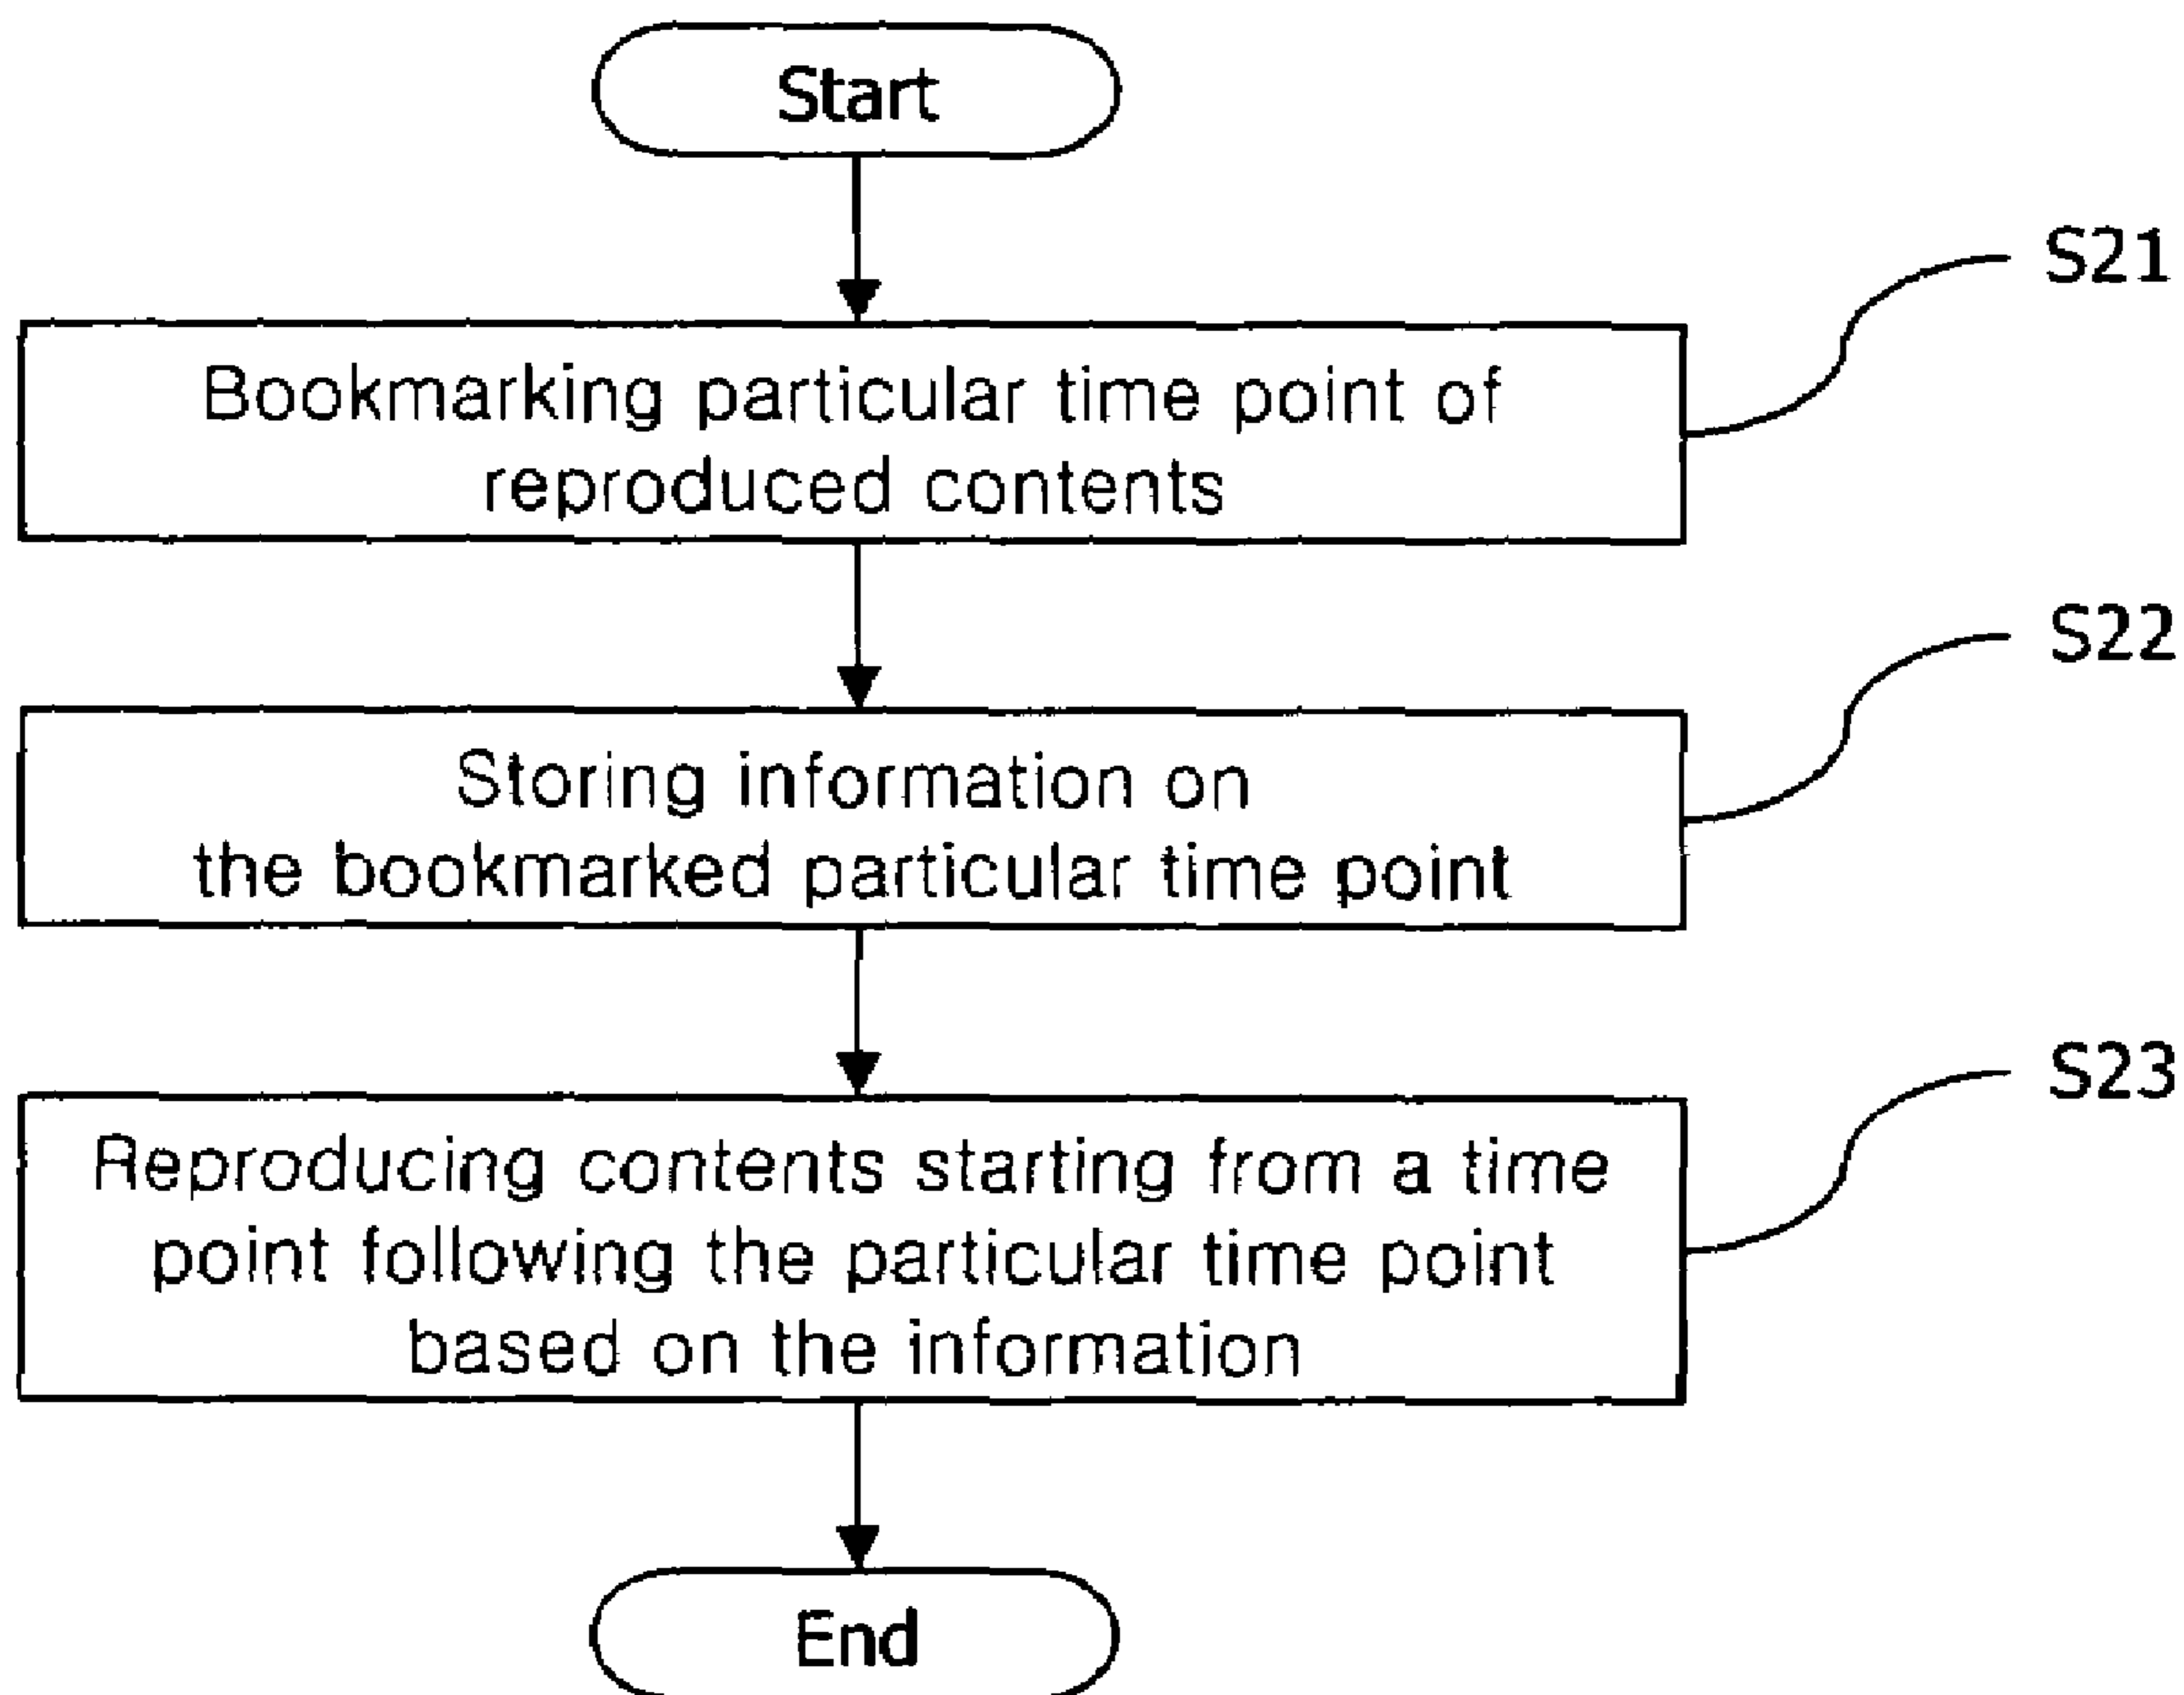 Start
S21
Bookmarking particular time point of
reproduced contents
S22
Storing information on
the bookmarked particular time point
S23
Reproducing contents starting from a time
point following the particular time point
based on the information
End